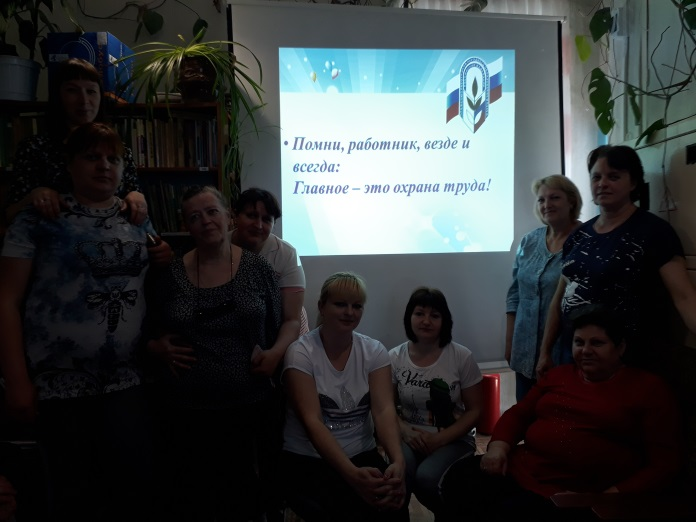 • Помни, работник, везде и
всегда:
Главное – это охрана труда!